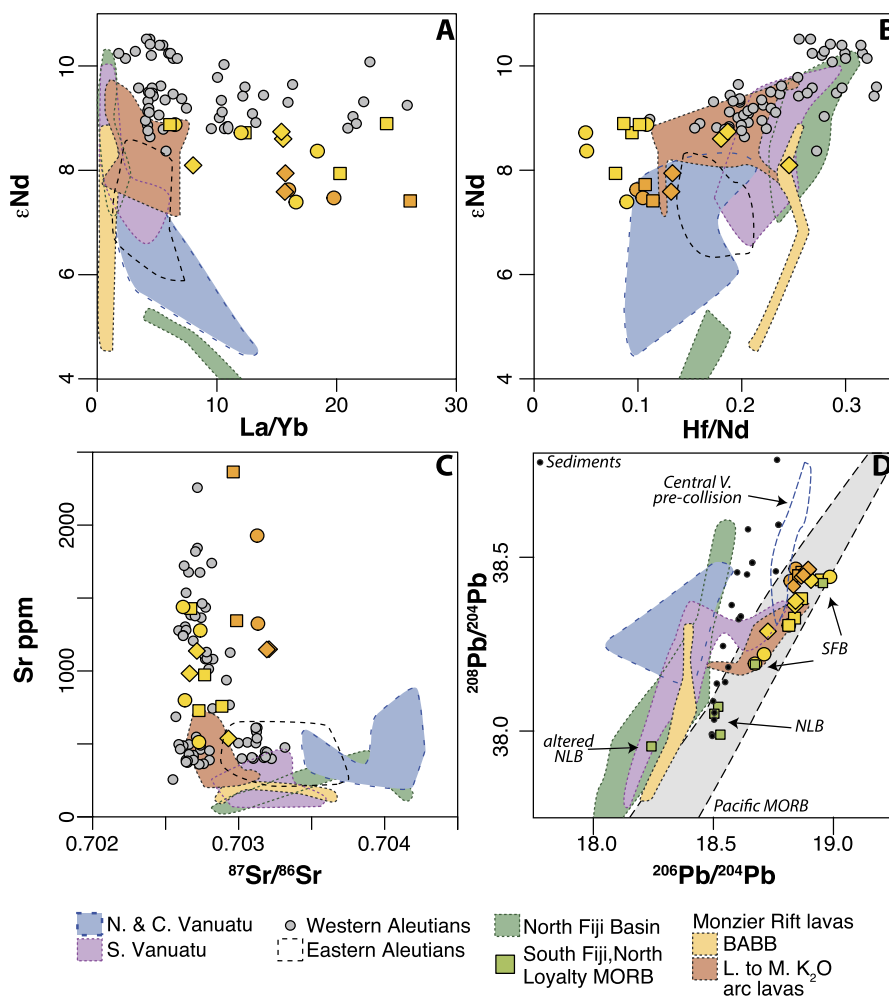 A
εNd
10
8
6
4
0
10
20
30
La/Yb
B
εNd
10
8
6
4
0.1
0.2
0.3
Hf/Nd
C
Sr ppm
2000
1000
0
0.702
0.703
0.704
87Sr/86Sr
D
Sediments
Central V.
pre-collision
SFB
NLB
altered
NLB
Pacific MORB
208Pb/204Pb
38.5
38.0
18.0
18.5
19.0
206Pb/204Pb
N. & C. Vanuatu
S. Vanuatu
Western Aleutians
Eastern Aleutians
North Fiji Basin
South Fiji,North
Loyalty MORB
Monzier Rift lavas
BABB
L. to M. K2O
arc lavas